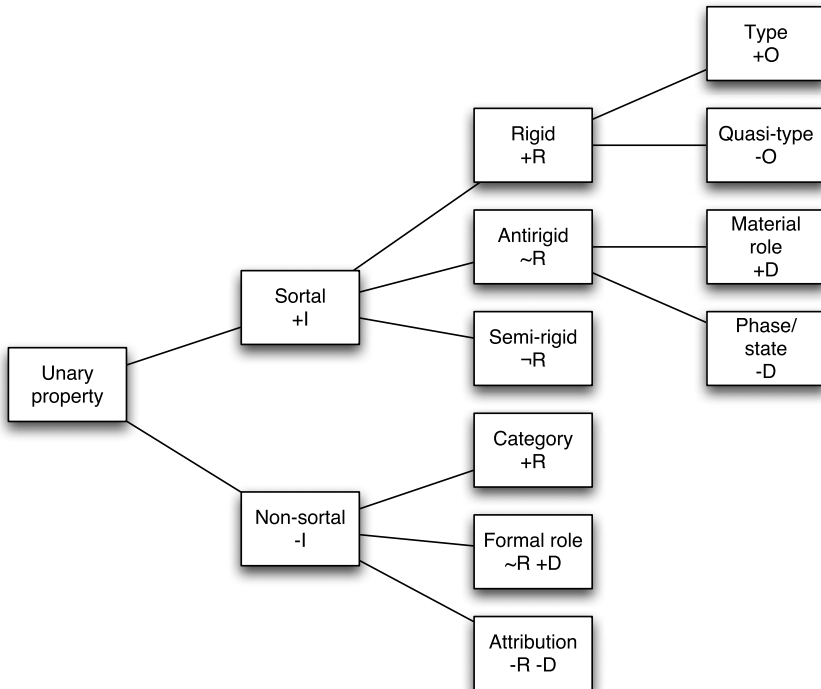 Type
+O
Rigid
+R
Quasi-type
-O
Antirigid
~R
Material
role
+D
Sortal
+I
Semi-rigid
¬R
Phase/
state
-D
Unary
property
Category
+R
Non-sortal
-I
Formal role
~R +D
Attribution
-R -D